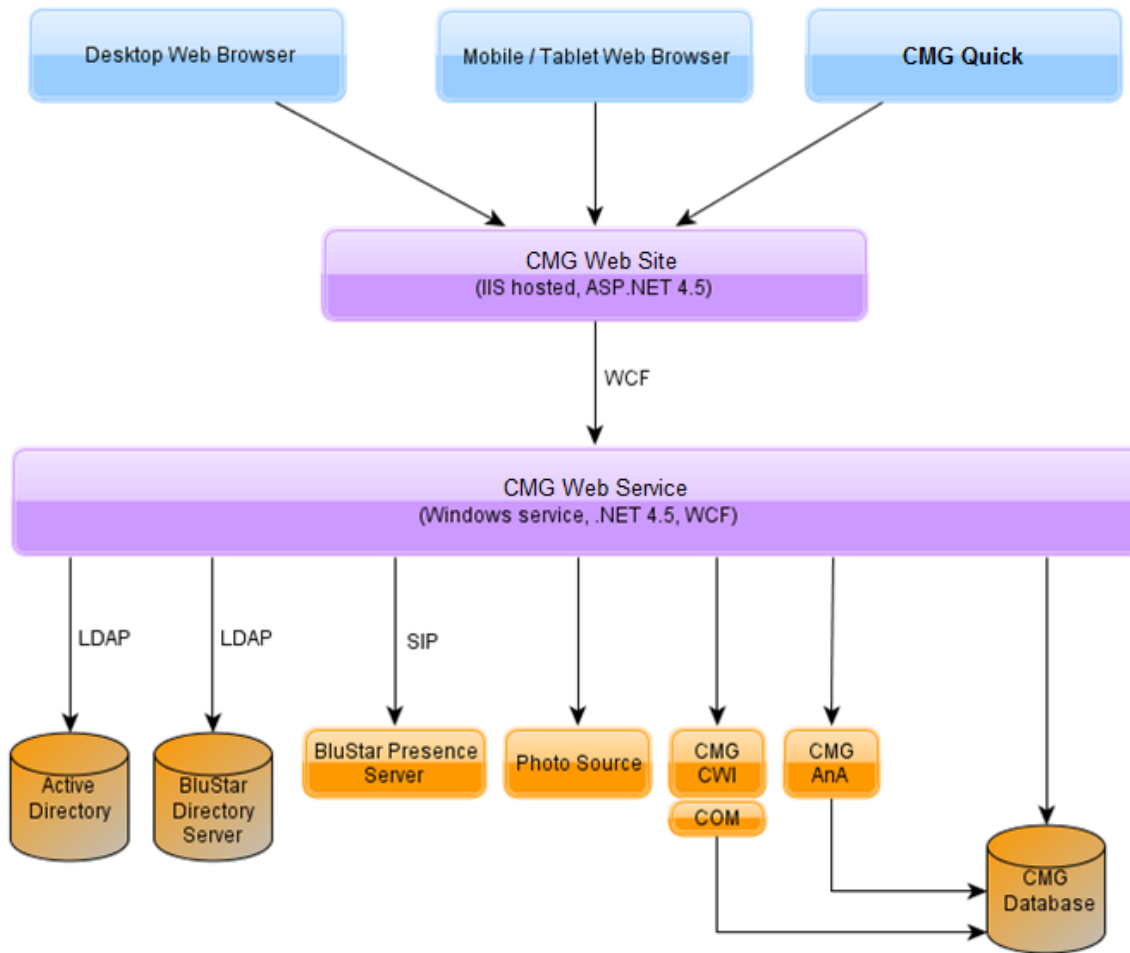 Desktop Web Browser
Mobile / Tablet Web Browser
CMG Quick
CMG Web Site
(IIS hosted, ASP.NET 4.5)
WCF
CMG Web Service
(Windows service, .NET 4.5, WCF)
LDAP
LDAP
SIP
Active
Directory
BluStar
Directory
Server
BluStar Presence
Server
Photo Source
CMG
CWI
COM
CMG
AnA
CMG
Database